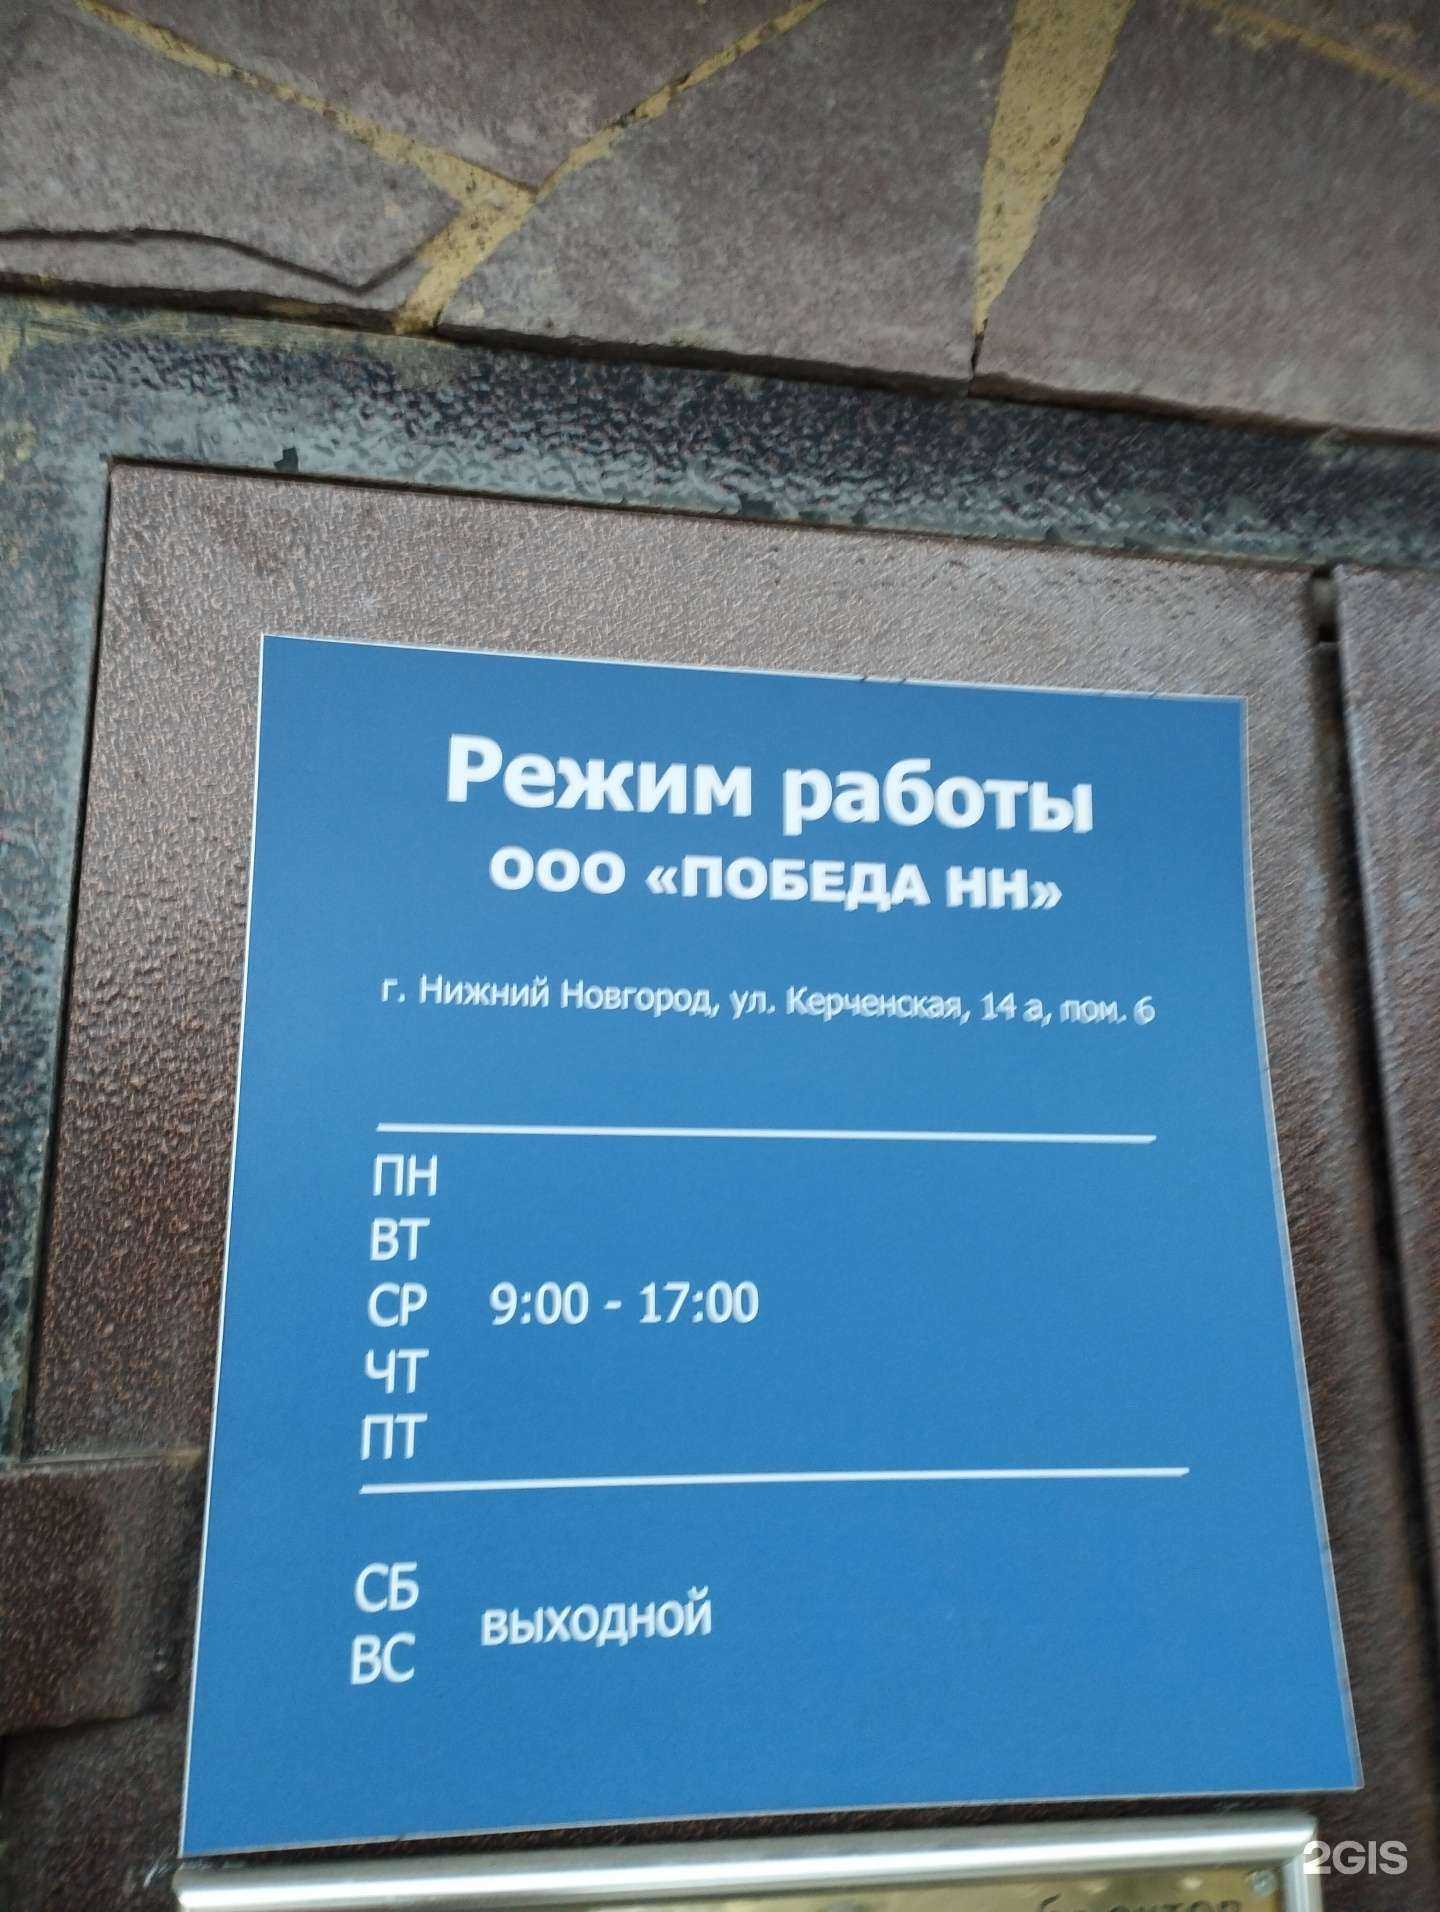 Режим работы
ООО «ПОБЕДА НН»
г. Нижний Новгород, ул. Керченская, 14 а, пом. 6
ПН
ВТ
СР 9:00 - 17:00
ЧТ
ПТ
СБ
выходной
ВС
2GIS